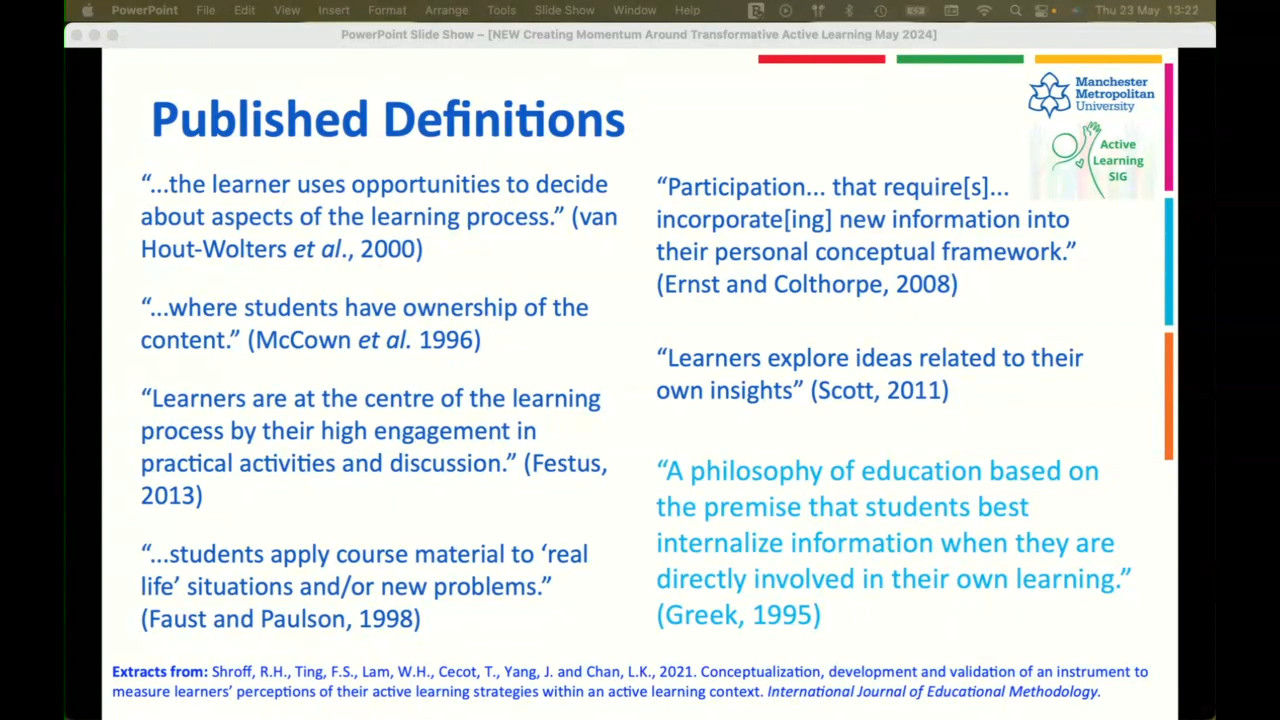 PowerPoint File Edit View Insert Format Arrange Tools Slide Show Window Help Thu 23 May 13:22
PowerPoint Slide Show – [NEW Creating Momentum Around Transformative Active Learning May 2024]
Manchester
Metropolitan
University
Active
Learning
SIG
Published Definitions
“...the learner uses opportunities to decide
about aspects of the learning process.” (van
Hout-Wolters et al., 2000)
“...where students have ownership of the
content.” (McCown et al. 1996)
“Learners are at the centre of the learning
process by their high engagement in
practical activities and discussion.” (Festus,
2013)
“...students apply course material to ‘real
life’ situations and/or new problems.”
(Faust and Paulson, 1998)
“Participation... that require[s]...
incorporate[ing] new information into
their personal conceptual framework.”
(Ernst and Colthorpe, 2008)
“Learners explore ideas related to their
own insights” (Scott, 2011)
“A philosophy of education based on
the premise that students best
internalize information when they are
directly involved in their own learning.”
(Greek, 1995)
Extracts from: Shroff, R.H., Ting, F.S., Lam, W.H., Cecot, T., Yang, J. and Chan, L.K., 2021. Conceptualization, development and validation of an instrument to
measure learners’ perceptions of their active learning strategies within an active learning context. International Journal of Educational Methodology.